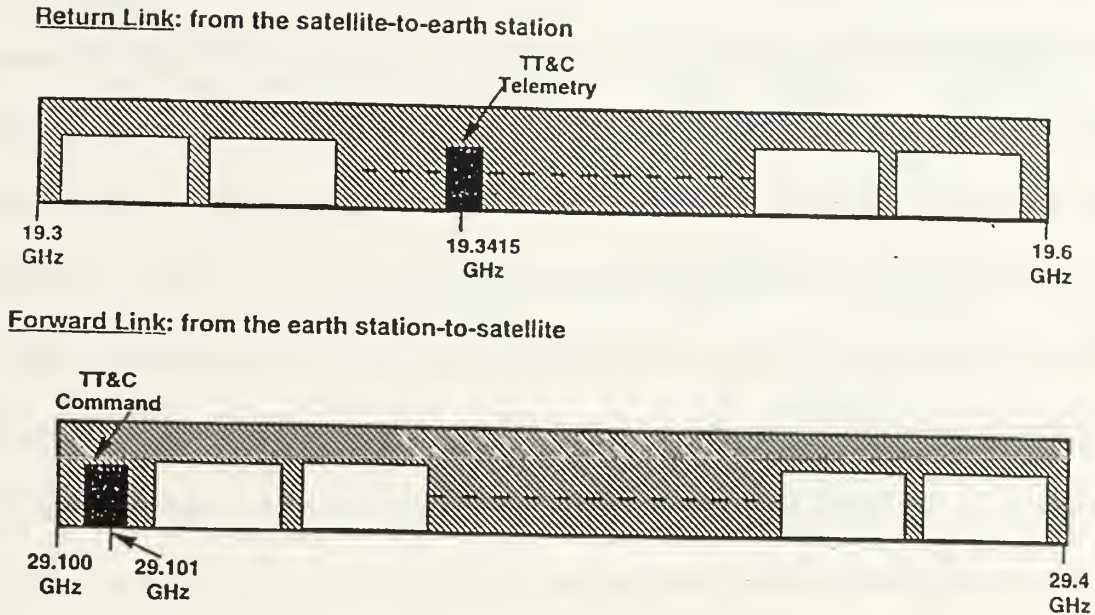 Return Link: from the satellite-to-earth station
TT&C
Telemetry
19.3
GHz
19.3415
GHz
19.6
GHz
Forward Link: from the earth station-to-satellite
TT&C
Command
29.100
GHz
29.101
GHz
29.4
GHz